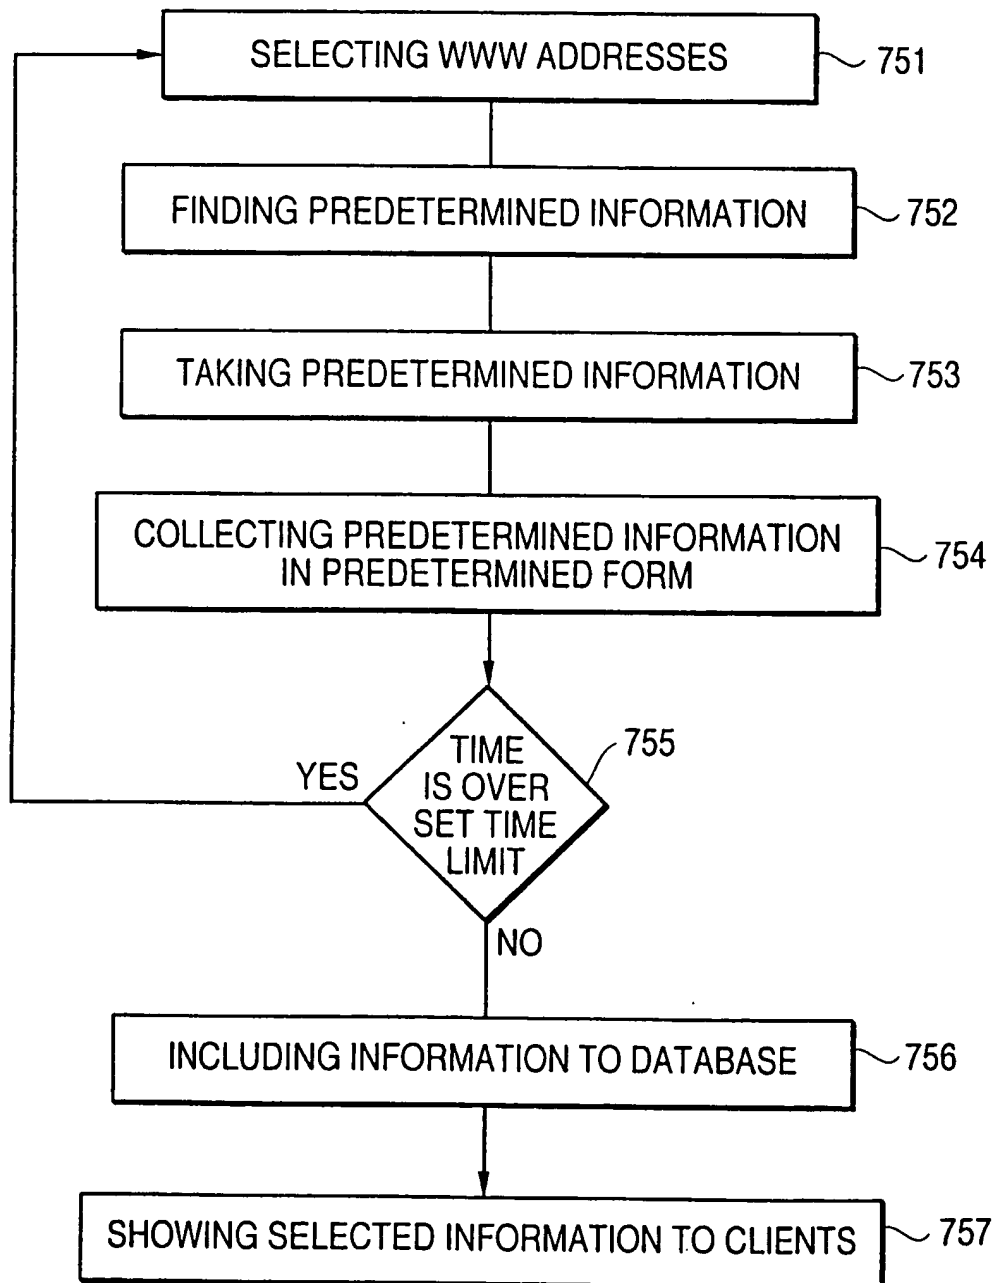 SELECTING WWW ADDRESSES
751
FINDING PREDETERMINED INFORMATION
752
TAKING PREDETERMINED INFORMATION
753
COLLECTING PREDETERMINED INFORMATION
IN PREDETERMINED FORM
754
TIME
IS OVER
SET TIME
LIMIT
755
YES
NO
INCLUDING INFORMATION TO DATABASE
756
SHOWING SELECTED INFORMATION TO CLIENTS
757